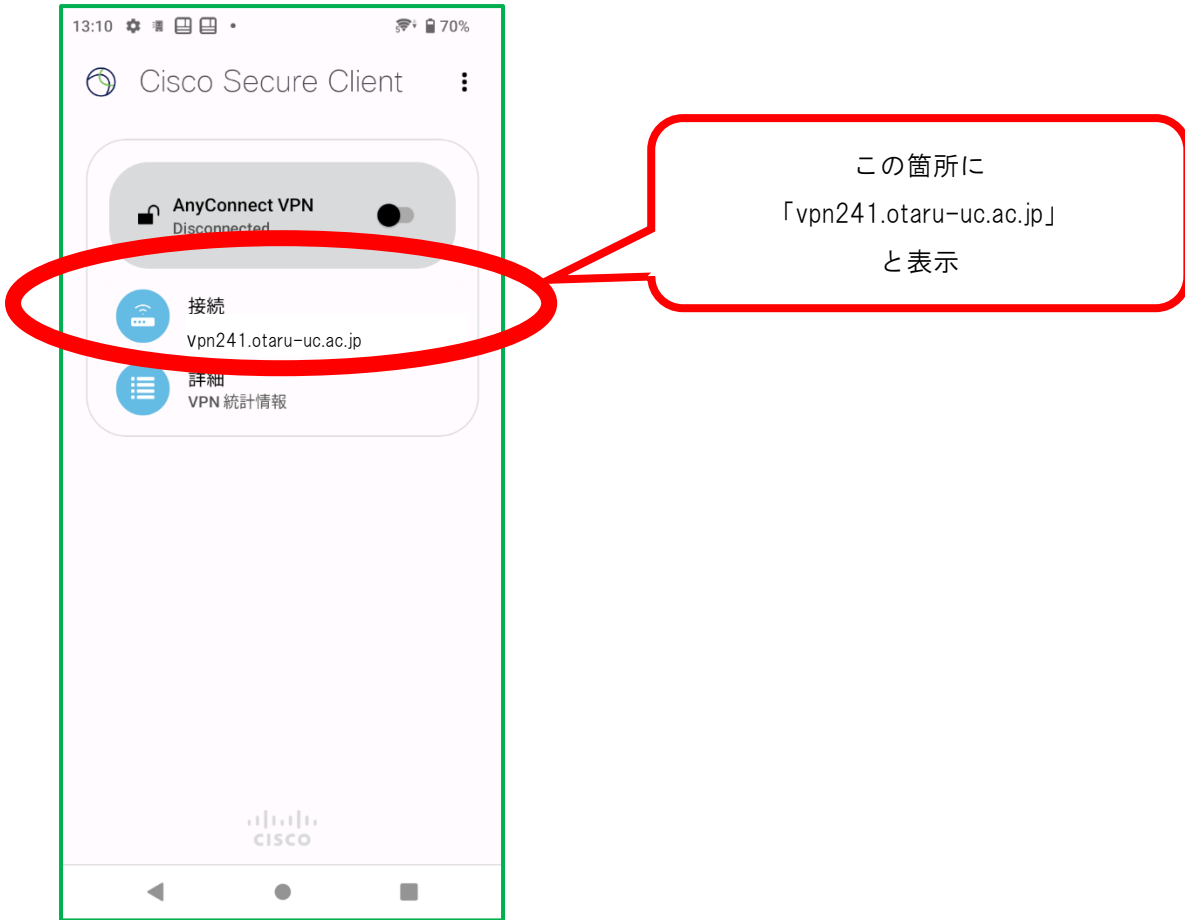 13:10
70%
Cisco Secure Client
AnyConnect VPN
Disconnected
接続
vpn241.otaru-uc.ac.jp
詳細
VPN 統計情報
CISCO
この箇所に
「vpn241.otaru-uc.ac.jp」
と表示